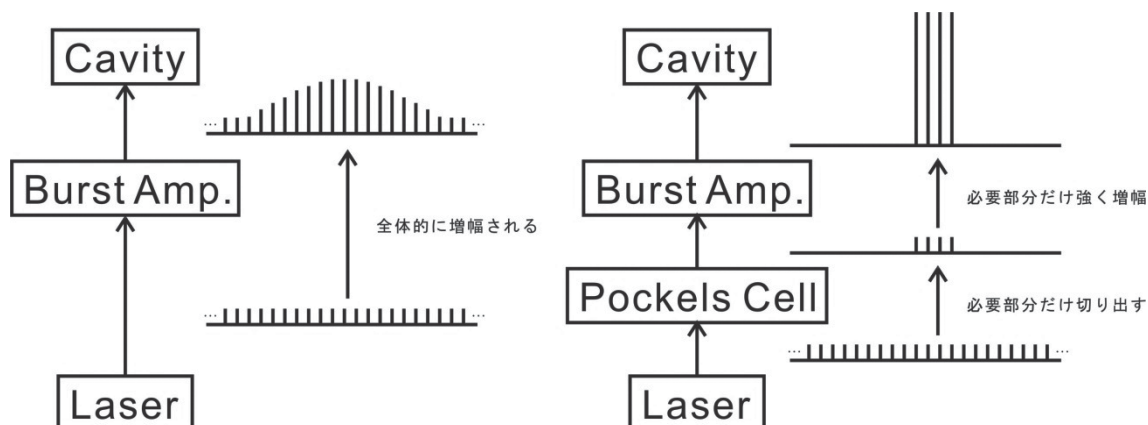 Cavity
Burst Amp.
Laser
...
...
全体的に増幅される
...
...
Cavity
Burst Amp.
Pockels Cell
Laser
必要部分だけ強く増幅
必要部分だけ切り出す
...
...